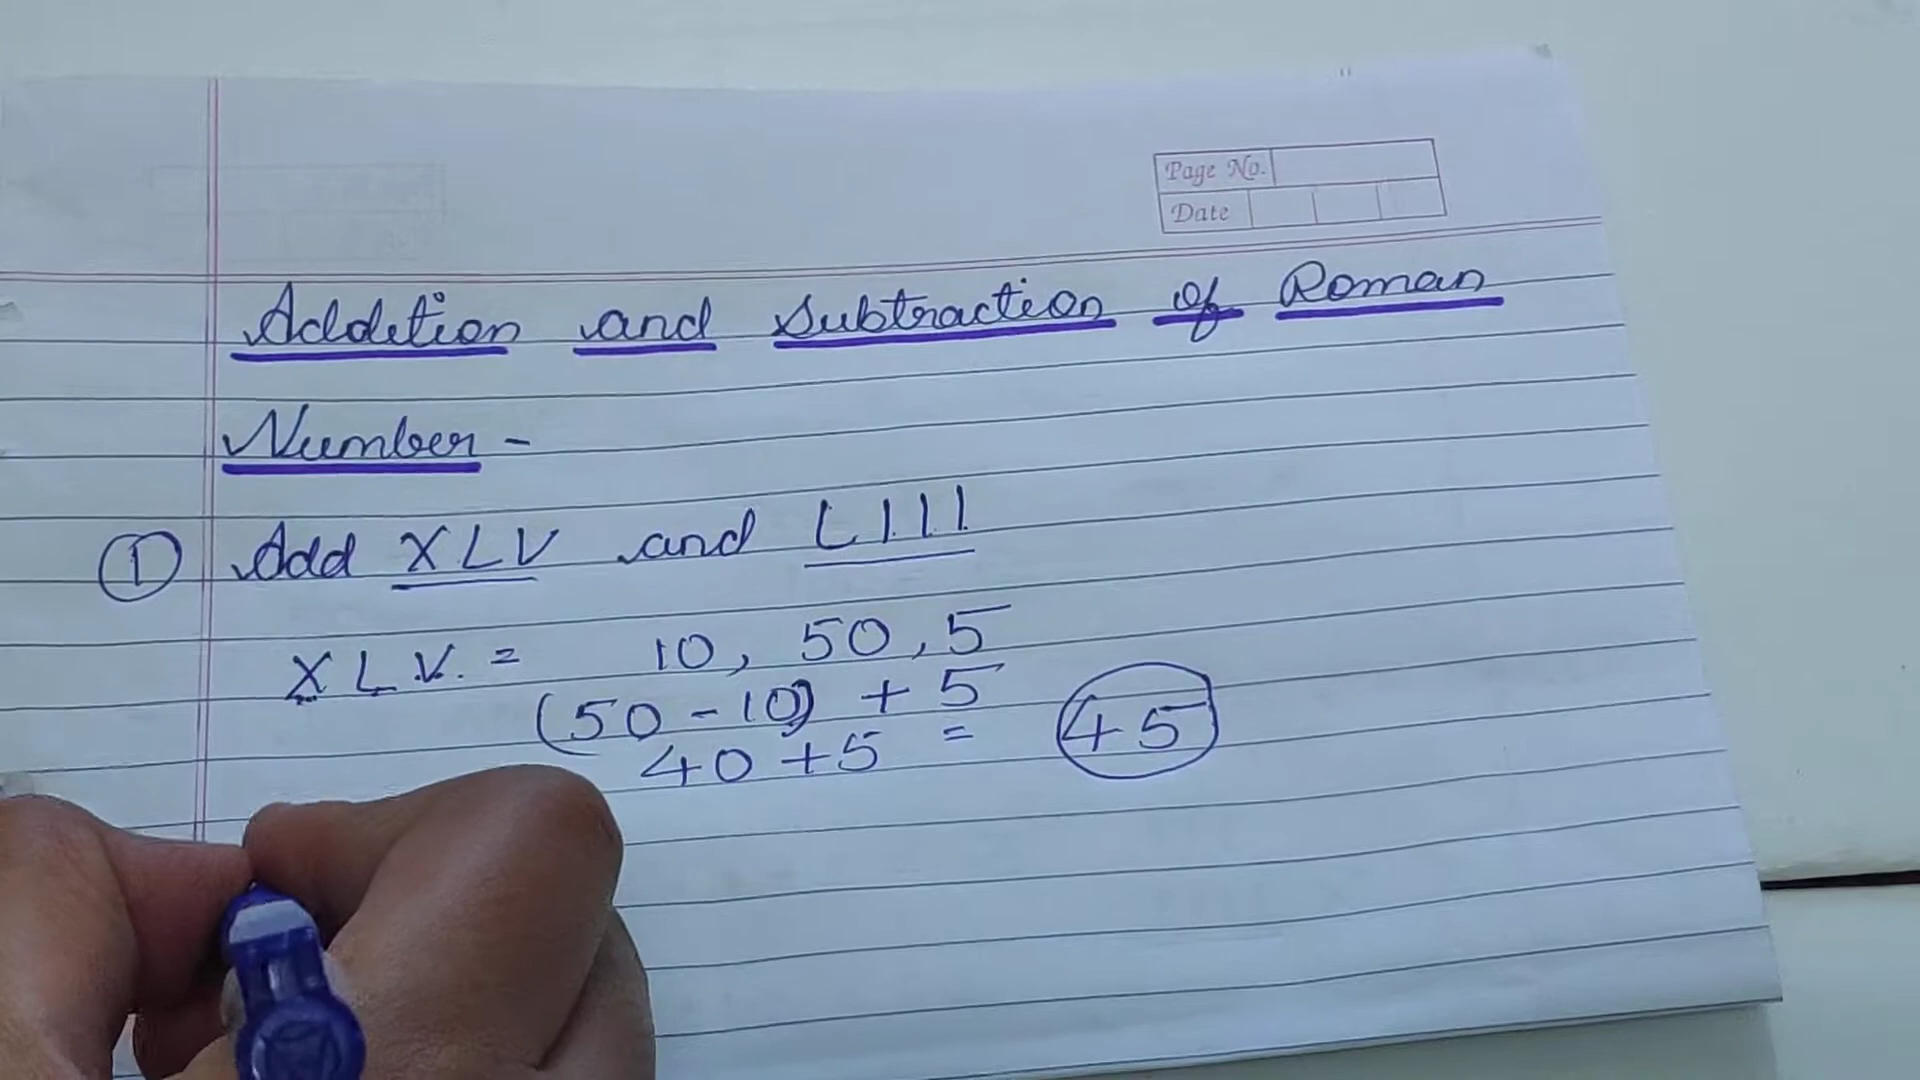 Page No.
Date
Addition and Subtraction of Roman
Number -
① Add XLV and LIII
XLV. = 10, 50, 5
(50 - 10) + 5
40 + 5 = 45